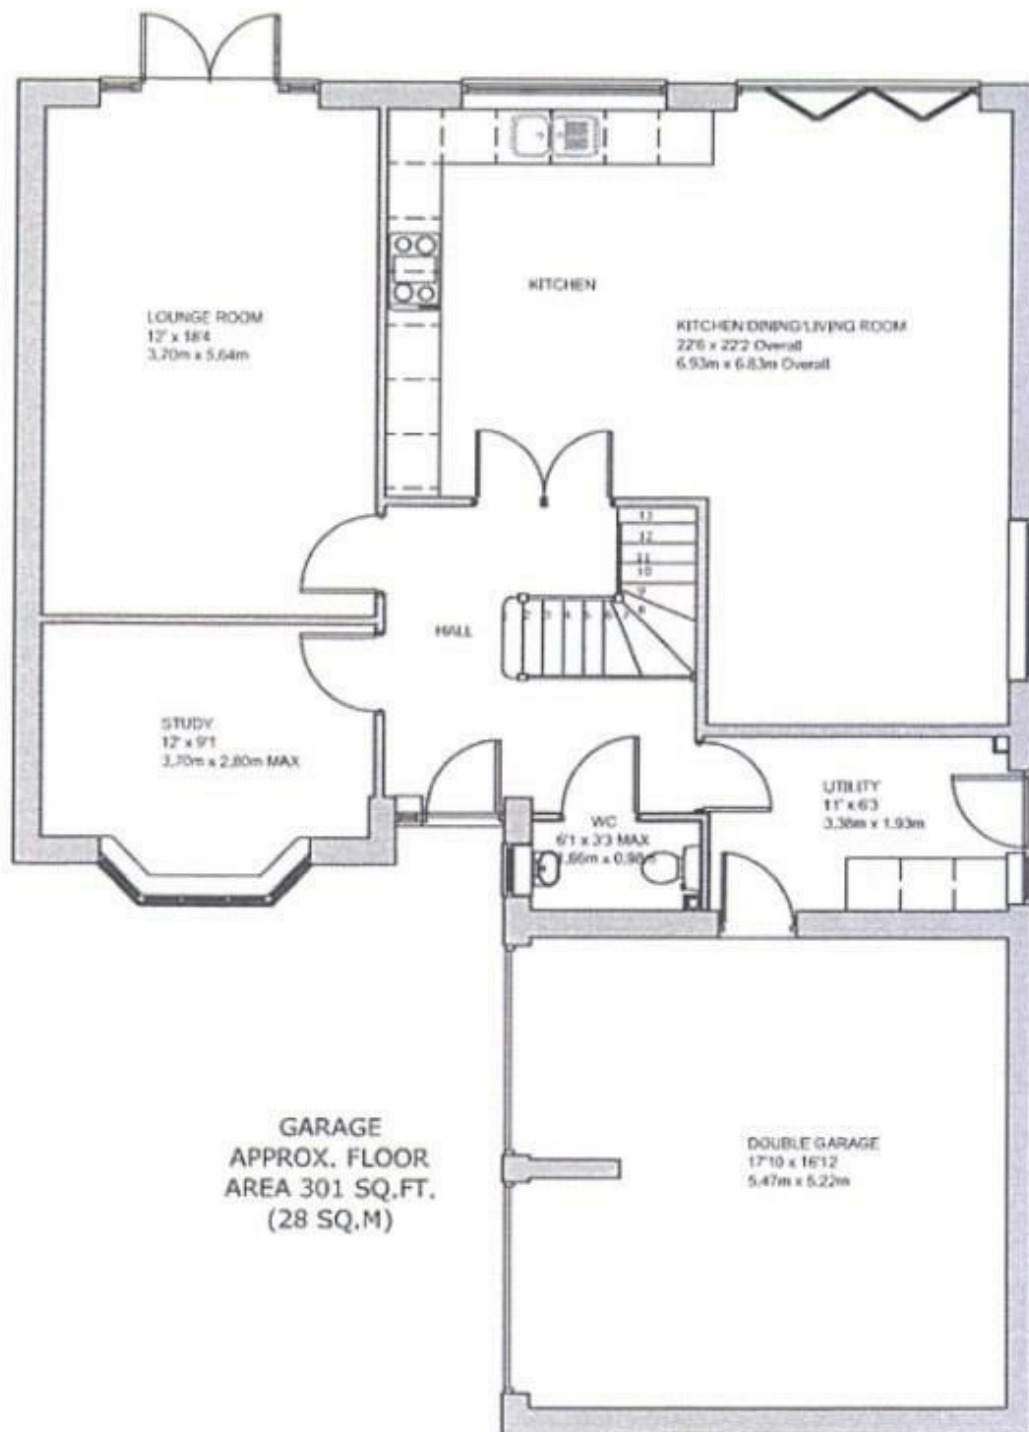 LOUNGE ROOM
12' x 18'4
3.70m x 5.64m
KITCHEN
KITCHEN/DINING/LIVING ROOM
22'6 x 22'2 Overall
6.93m x 6.83m Overall
13
12
11
10
9
8
1 2 3 4 5 6 7
HALL
STUDY
12' x 9'1
3.70m x 2.80m MAX
UTILITY
11' x 6'3
3.38m x 1.93m
WC
6'1 x 3'3 MAX
x 0.98m
GARAGE
APPROX. FLOOR
AREA 301 SQ.FT.
(28 SQ.M)
DOUBLE GARAGE
17'10 x 16'12
5.47m x 5.22m